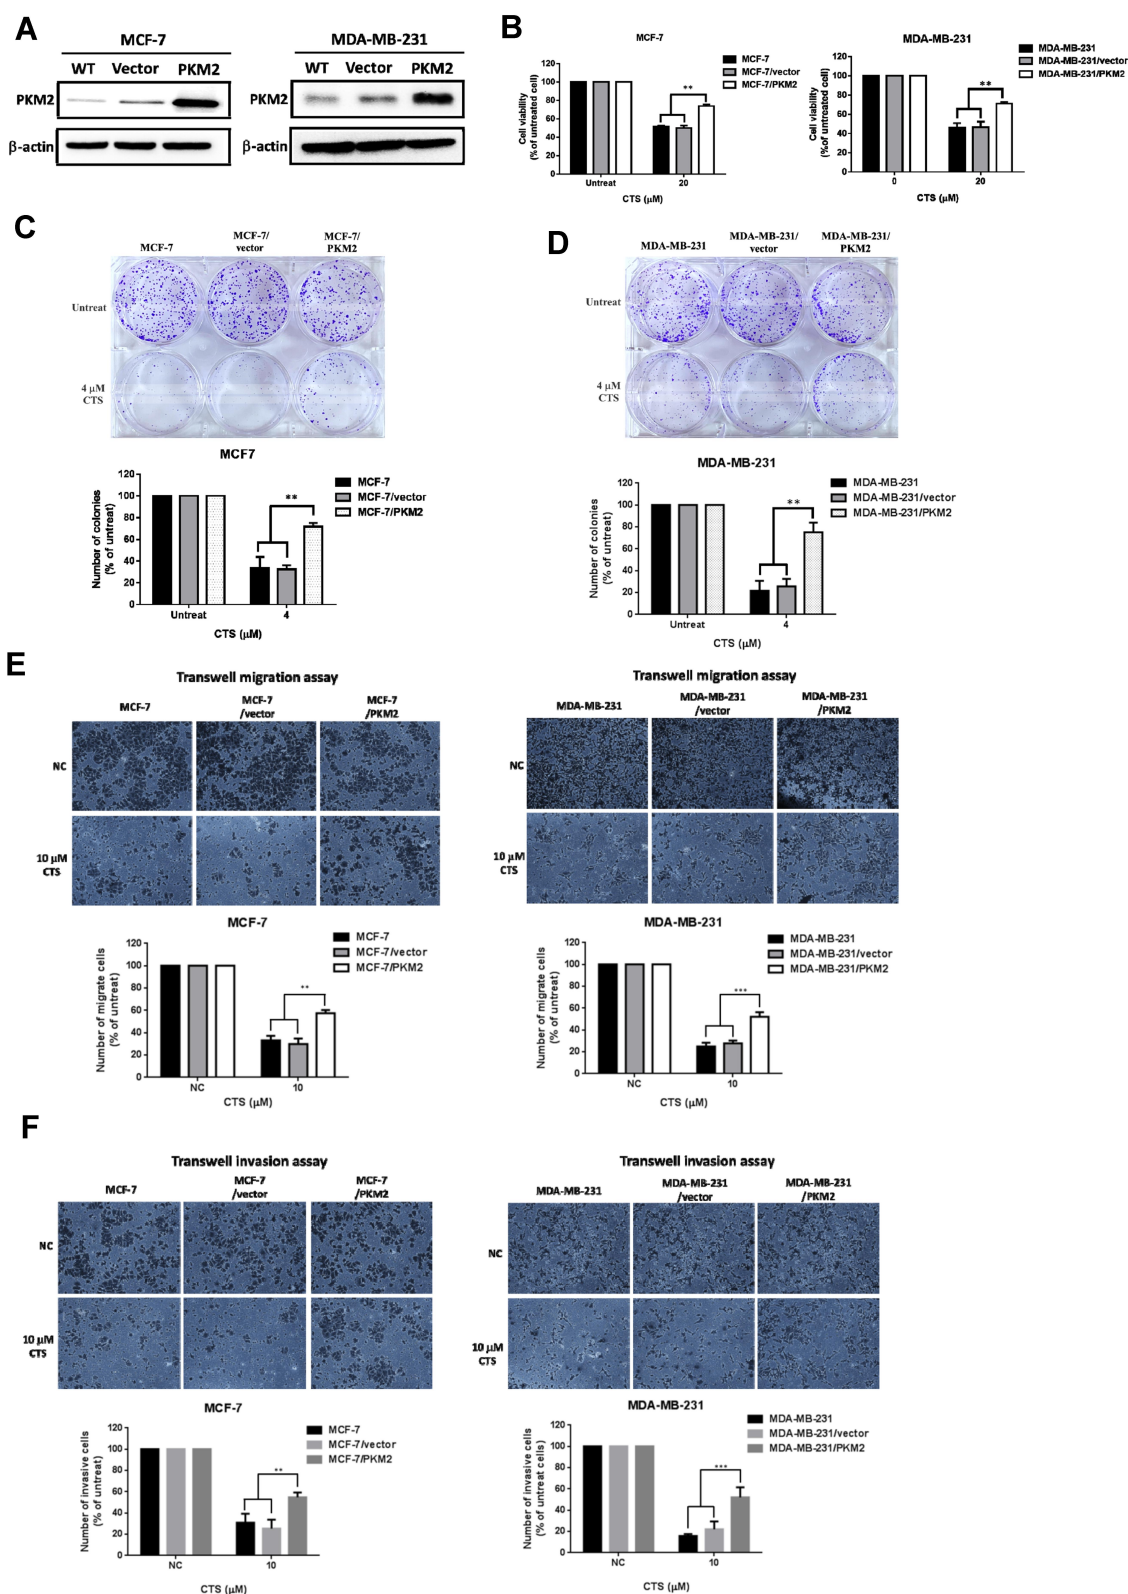 A
MCF-7
WT Vector PKM2
PKM2
β-actin
MDA-MB-231
WT Vector PKM2
PKM2
β-actin
B
MCF-7
Cell viability
(% of untreated cell)
120
100
80
60
40
20
0
**
Untreat 20
CTS (μM)
MCF-7
MCF-7/vector
MCF-7/PKM2
MDA-MB-231
Cell viability
(% of untreated cell)
120
100
80
60
40
20
0
**
0 20
CTS (μM)
MDA-MB-231
MDA-MB-231/vector
MDA-MB-231/PKM2
C
MCF-7
MCF-7/
vector
MCF-7/
PKM2
Untreat
4 μM
CTS
MCF7
Number of colonies
(% of untreat)
120
100
80
60
40
20
0
**
Untreat 4
CTS (μM)
MCF-7
MCF-7/vector
MCF-7/PKM2
D
MDA-MB-231
MDA-MB-231/
vector
MDA-MB-231/
PKM2
Untreat
4 μM
CTS
MDA-MB-231
Number of colonies
(% of untreat)
120
100
80
60
40
20
0
**
Untreat 4
CTS (μM)
MDA-MB-231
MDA-MB-231/vector
MDA-MB-231/PKM2
E
Transwell migration assay
MCF-7
MCF-7
/vector
MCF-7
/PKM2
NC
10 μM
CTS
MCF-7
Number of migrate cells
(% of untreat)
120
100
80
60
40
20
0
**
NC 10
CTS (μM)
MCF-7
MCF-7/vector
MCF-7/PKM2
Transwell migration assay
MDA-MB-231
MDA-MB-231
/vector
MDA-MB-231
/PKM2
NC
10 μM
CTS
MDA-MB-231
Number of migrate cells
(% of untreat)
120
100
80
60
40
20
0
***
NC 10
CTS (μM)
MDA-MB-231
MDA-MB-231/vector
MDA-MB-231/PKM2
F
Transwell invasion assay
MCF-7
MCF-7
/vector
MCF-7
/PKM2
NC
10 μM
CTS
MCF-7
Number of invasive cells
(% of untreat)
120
100
80
60
40
20
0
**
NC 10
CTS (μM)
MCF-7
MCF-7/vector
MCF-7/PKM2
Transwell invasion assay
MDA-MB-231
MDA-MB-231
/vector
MDA-MB-231
/PKM2
NC
10 μM
CTS
MDA-MB-231
Number of invasive cells
(% of untreat cells)
120
100
80
60
40
20
0
***
NC 10
CTS (μM)
MDA-MB-231
MDA-MB-231/vector
MDA-MB-231/PKM2